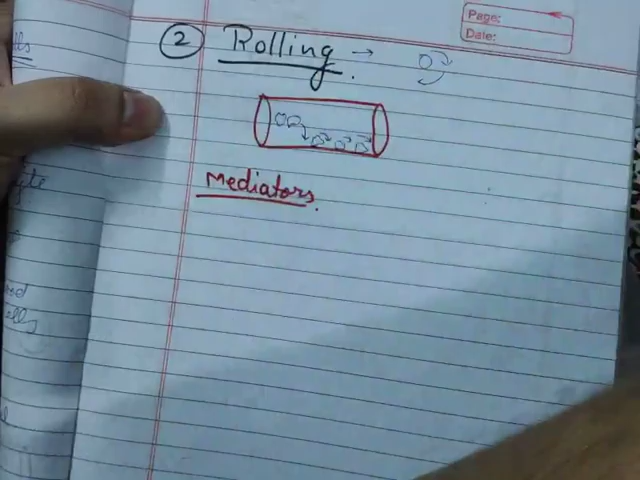 Page:
Date:
2 Rolling →
Mediators.